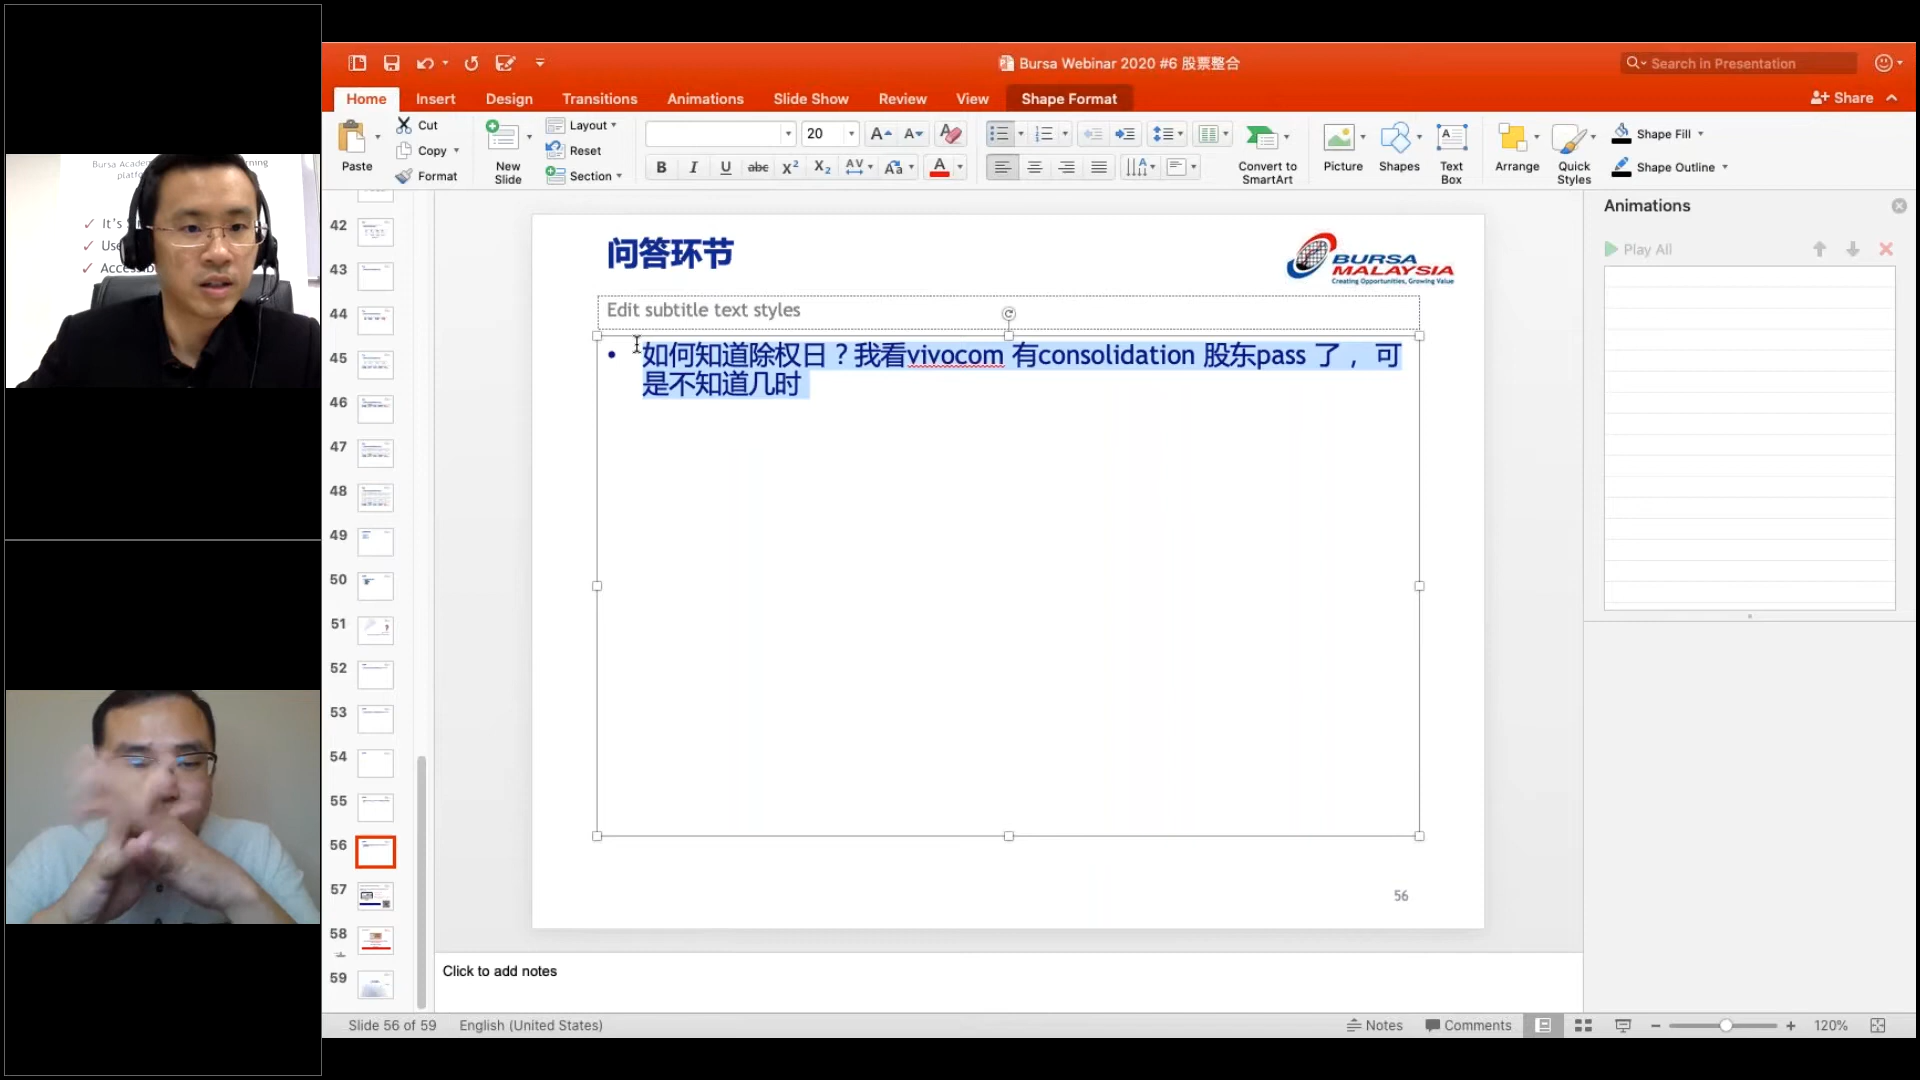 Bursa Webinar 2020 #6 股票整合
Search in Presentation
Home Insert Design Transitions Animations Slide Show Review View Shape Format Share
Paste
Cut
Copy
Format
New Slide
Layout
Reset
Section
20
Convert to SmartArt
Picture
Shapes
Text Box
Arrange
Quick Styles
Shape Fill
Shape Outline
42
43
44
45
46
47
48
49
50
51
52
53
54
55
56
57
58
59
问答环节
BURSA
MALAYSIA
Creating Opportunities, Growing Value
Edit subtitle text styles
• 如何知道除权日？我看vivocom 有consolidation 股东pass 了， 可
是不知道几时
56
Click to add notes
Animations
Play All
Slide 56 of 59 English (United States) Notes Comments 120%